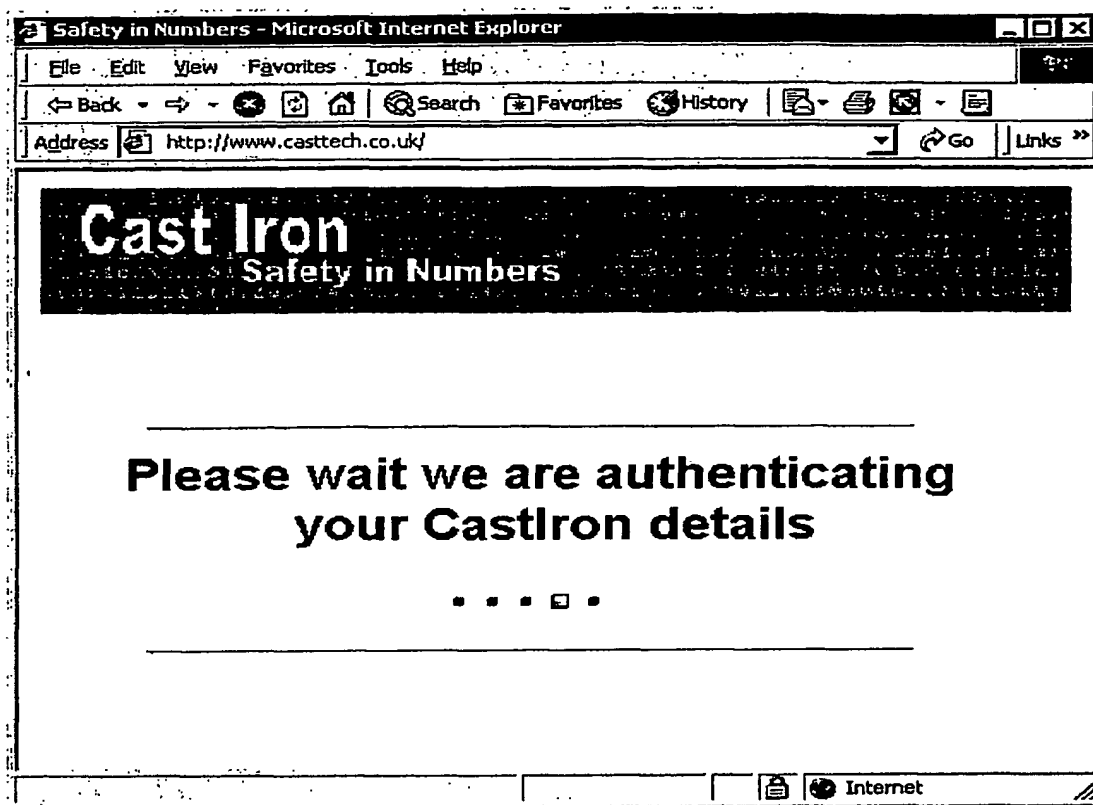 Safety in Numbers - Microsoft Internet Explorer
File Edit View Favorites Tools Help
Back Search Favorites History
Address http://www.casttech.co.uk/ Go Links »
Cast Iron
Safety in Numbers
Please wait we are authenticating
your CastIron details
Internet